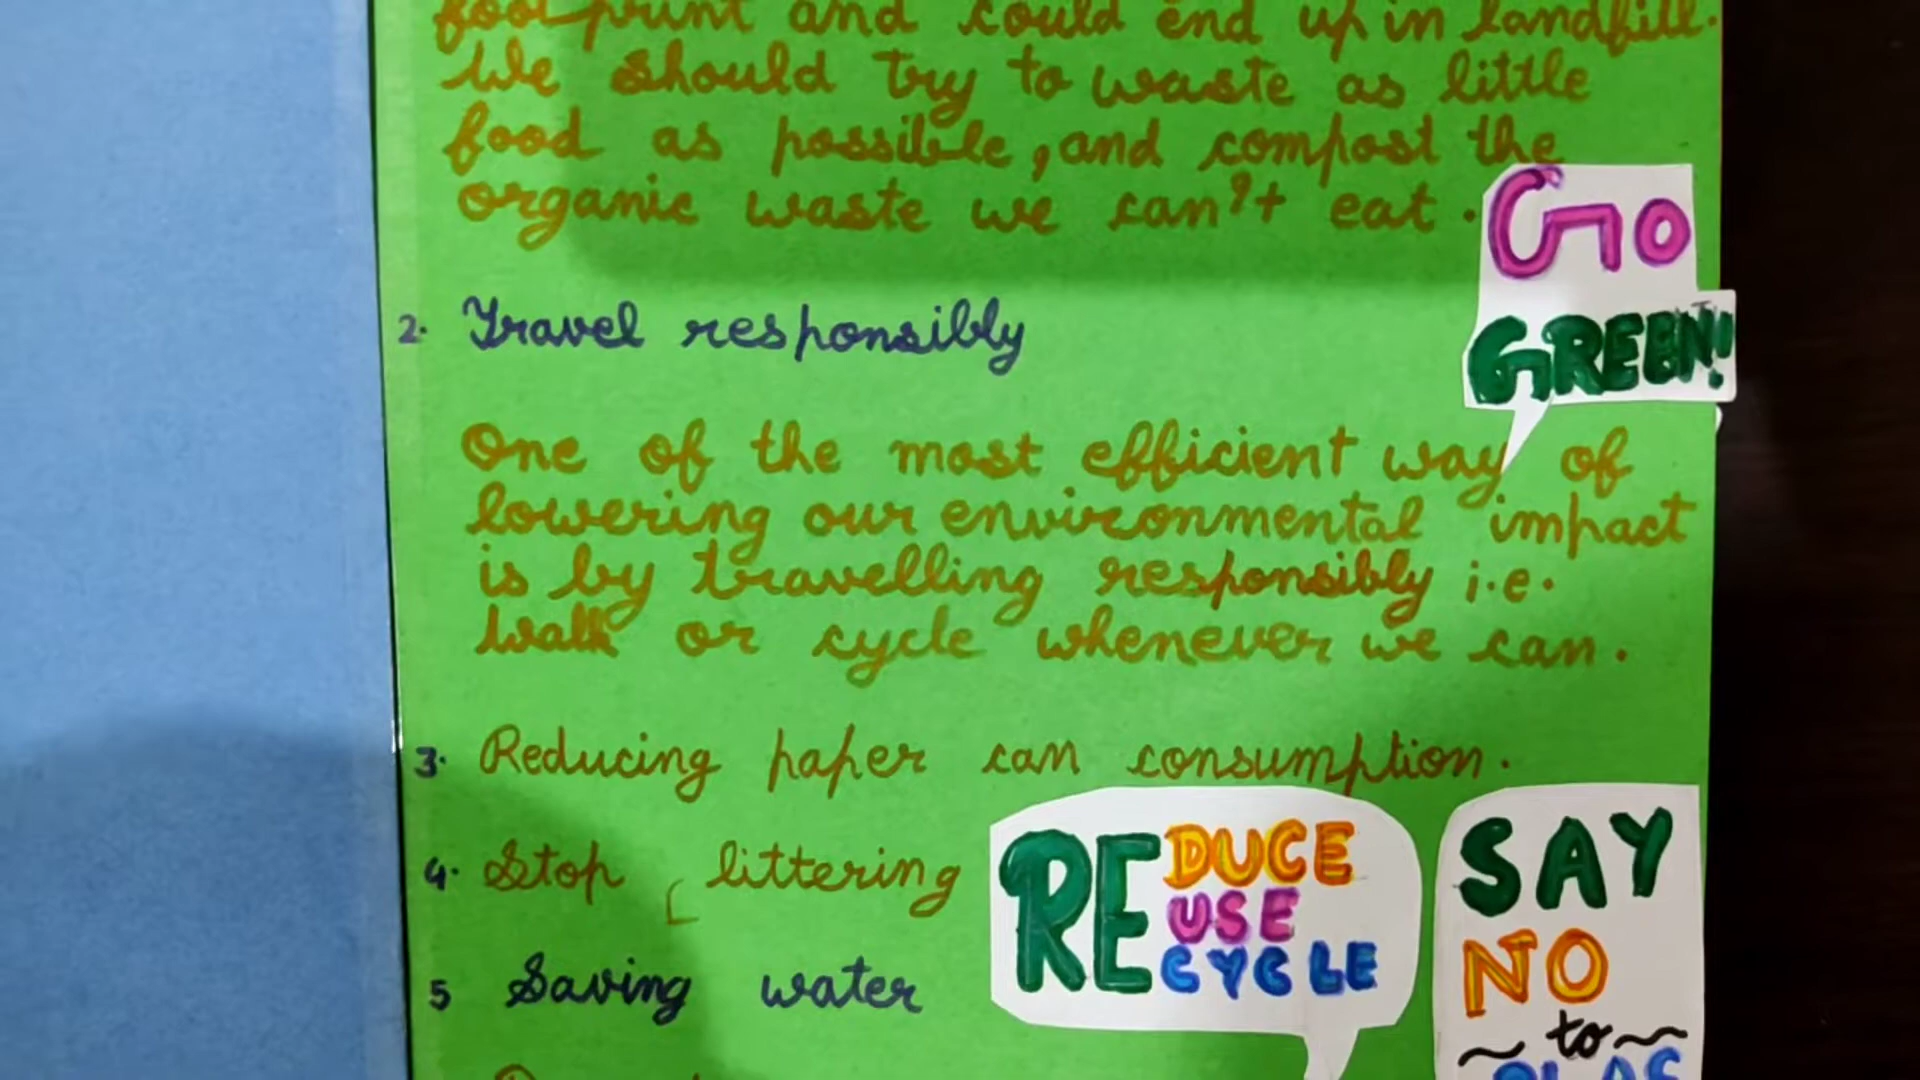 footprint and could end up in landfill.
We should try to waste as little
food as possible, and compost the
organic waste we can't eat.
GO
GREEN!
2. Travel responsibly
One of the most efficient way of
lowering our environmental impact
is by travelling responsibly i.e.
walk or cycle whenever we can.
3. Reducing paper can consumption.
4. Stop littering
REDUCE
USE
CYCLE
5 Saving water
SAY
NO
~to~